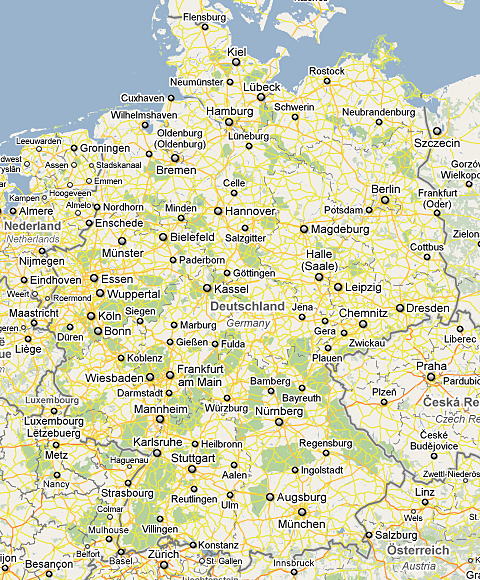 Flensburg
Kiel
Neumünster
Rostock
Lübeck
Cuxhaven
Schwerin
Hamburg
Wilhelmshaven
Neubrandenburg
Oldenburg
(Oldenburg)
Lüneburg
Leeuwarden
Groningen
Szczecin
Bremen
Assen
Stadskanaal
Gorzów
Wielkopo
Emmen
Celle
Hoogeveen
Berlin
Kampen
Frankfurt
(Oder)
Almere
Almelo
Nordhorn
Minden
Hannover
Potsdam
Nederland
Netherlands
Enschede
Salzgitter
Magdeburg
Münster
Bielefeld
Cottbus
Nijmegen
Paderborn
Göttingen
Halle
(Saale)
Eindhoven
Essen
Kassel
Leipzig
Weert
Roermond
Wuppertal
Deutschland
Germany
Maastricht
Köln
Siegen
Jena
Dresden
Bonn
Marburg
Gera
Chemnitz
Düren
Zwickau
Liberec
Liège
Gießen
Fulda
Koblenz
Plauen
Praha
Wiesbaden
Frankfurt
am Main
Bamberg
Pardubic
Darmstadt
Bayreuth
Plzeň
Luxembourg
Mannheim
Würzburg
Nürnberg
Česká Re
Czech Re
Luxembourg
Lëtzebuerg
Karlsruhe
Heilbronn
Regensburg
České
Budějovice
Metz
Haguenau
Stuttgart
Aalen
Ingolstadt
Zwettl-Niederös
Nancy
Strasbourg
Reutlingen
Ulm
Augsburg
Linz
Colmar
München
Wels
Mulhouse
Villingen
Salzburg
Belfort
Konstanz
Österreich
Austria
Basel
Zürich
St. Gallen
Innsbruck
Besançon